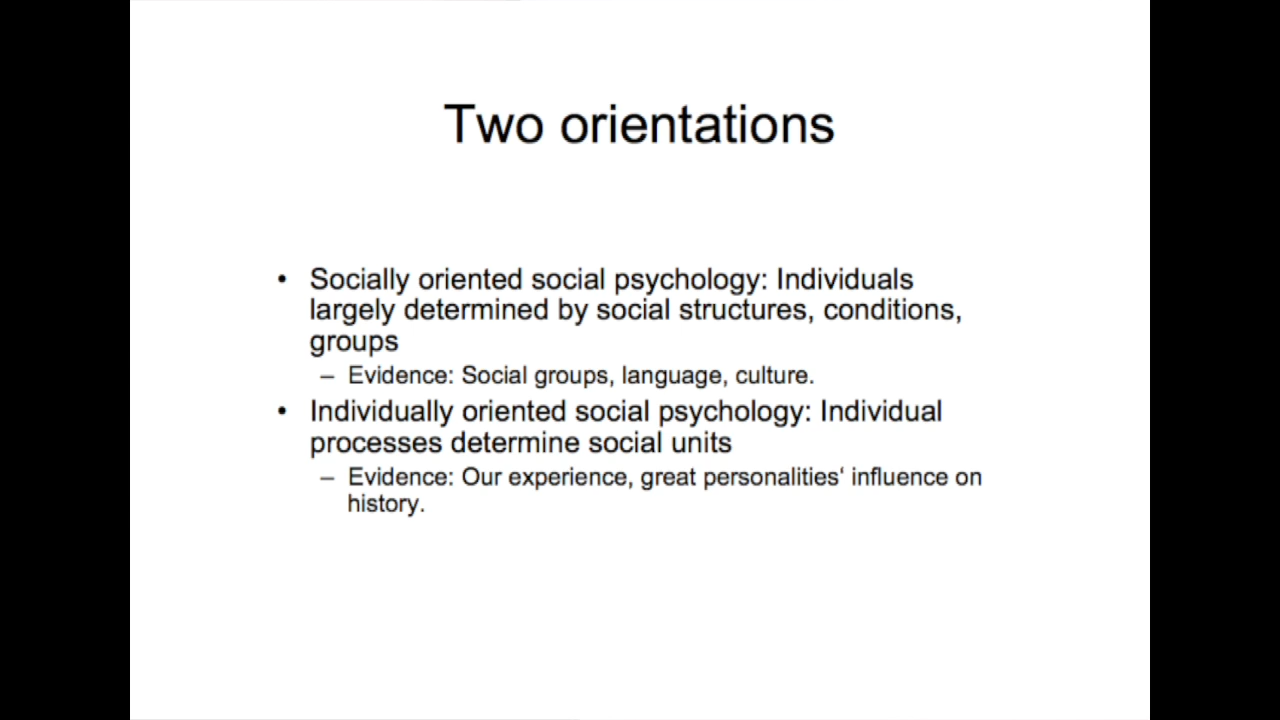 Two orientations
• Socially oriented social psychology: Individuals
largely determined by social structures, conditions,
groups
– Evidence: Social groups, language, culture.
• Individually oriented social psychology: Individual
processes determine social units
– Evidence: Our experience, great personalities‘ influence on
history.